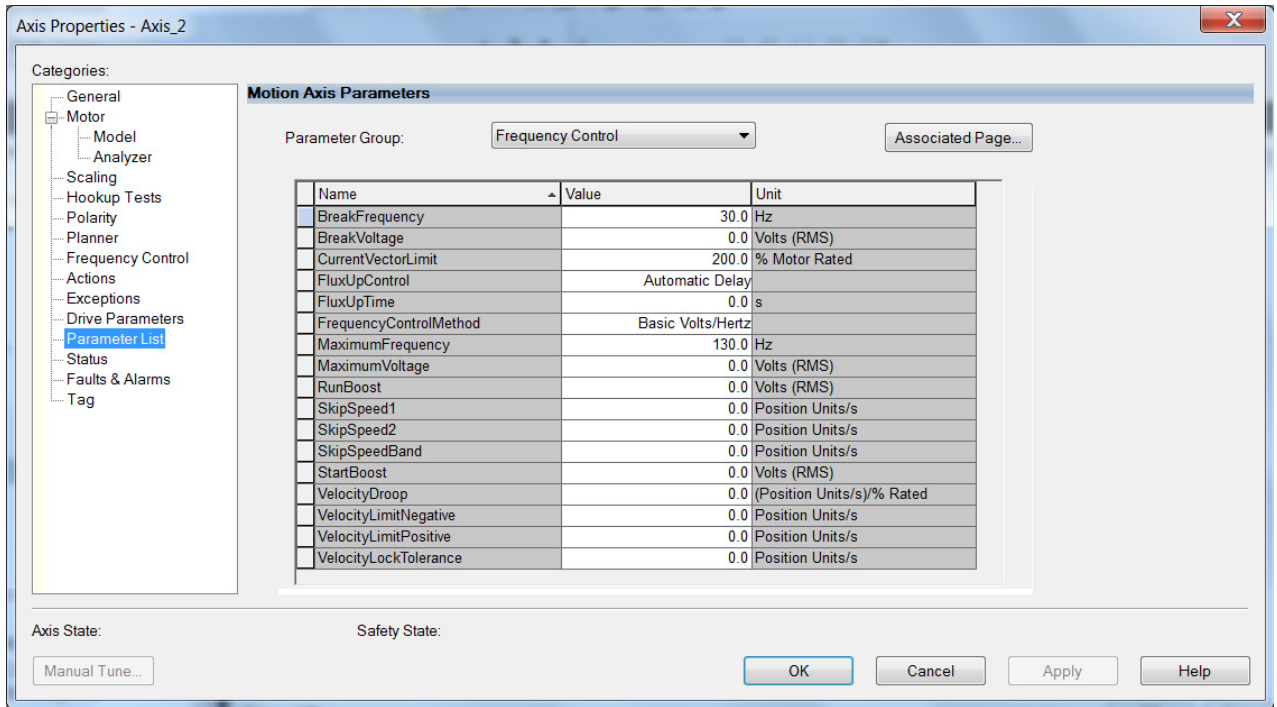 Axis Properties - Axis_2
Categories:
General
Motor
Model
Analyzer
Scaling
Hookup Tests
Polarity
Planner
Frequency Control
Actions
Exceptions
Drive Parameters
Parameter List
Status
Faults & Alarms
Tag
Motion Axis Parameters
Parameter Group: Frequency Control Associated Page...
Name Value Unit
BreakFrequency 30.0 Hz
BreakVoltage 0.0 Volts (RMS)
CurrentVectorLimit 200.0 % Motor Rated
FluxUpControl Automatic Delay
FluxUpTime 0.0 s
FrequencyControlMethod Basic Volts/Hertz
MaximumFrequency 130.0 Hz
MaximumVoltage 0.0 Volts (RMS)
RunBoost 0.0 Volts (RMS)
SkipSpeed1 0.0 Position Units/s
SkipSpeed2 0.0 Position Units/s
SkipSpeedBand 0.0 Position Units/s
StartBoost 0.0 Volts (RMS)
VelocityDroop 0.0 (Position Units/s)/% Rated
VelocityLimitNegative 0.0 Position Units/s
VelocityLimitPositive 0.0 Position Units/s
VelocityLockTolerance 0.0 Position Units/s
Axis State: Safety State:
Manual Tune... OK Cancel Apply Help